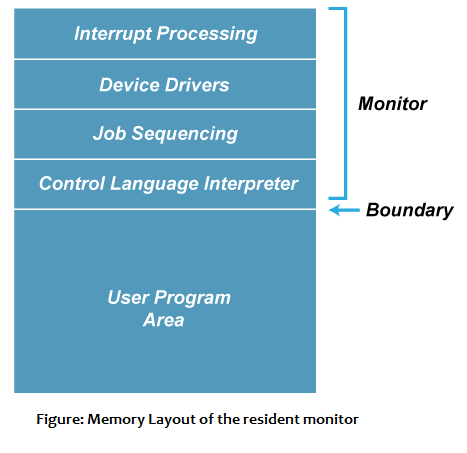 Interrupt Processing
Device Drivers
Monitor
Job Sequencing
Control Language Interpreter
Boundary
User Program
Area
Figure: Memory Layout of the resident monitor